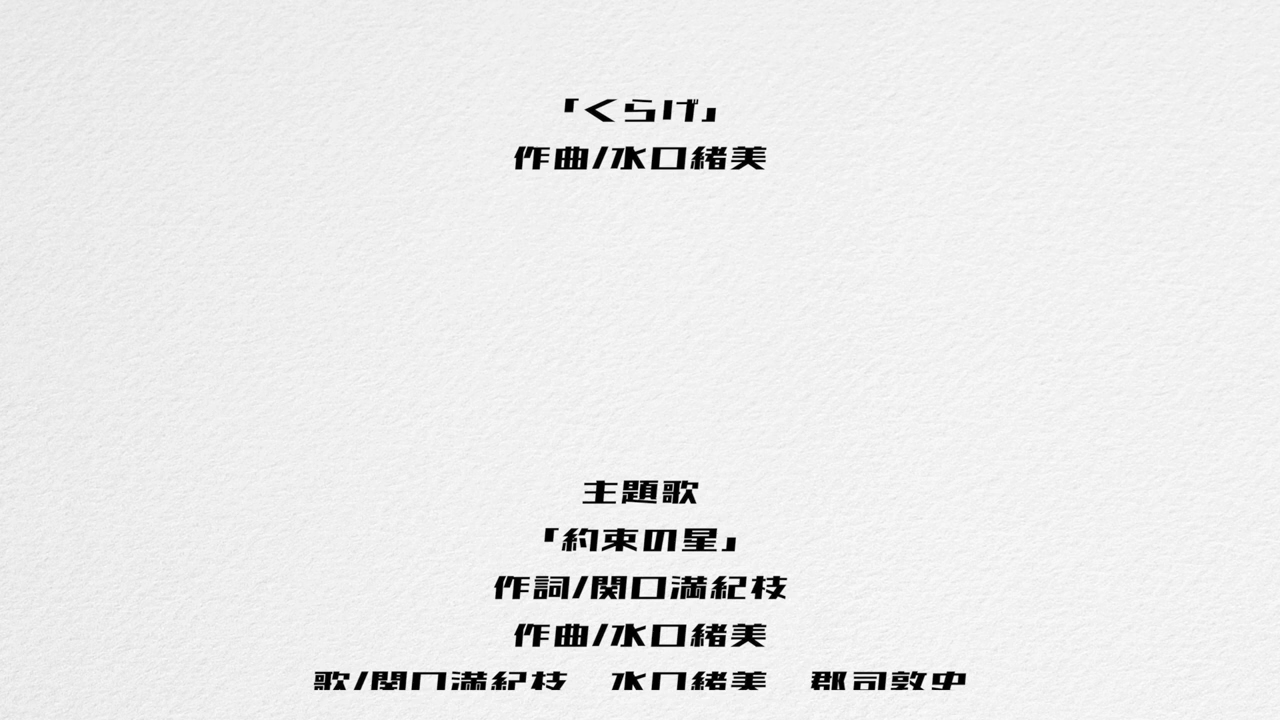 「くらげ」
作曲/水口緒美
主題歌
「約束の星」
作詞/関口満紀枝
作曲/水口緒美
歌/関口満紀枝　水口緒美　郡司敦史